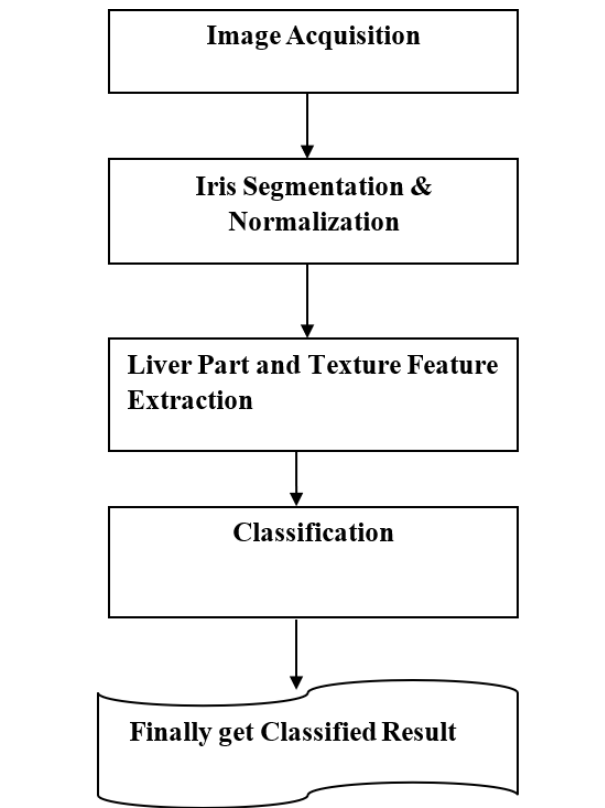 Image Acquisition
Iris Segmentation &
Normalization
Liver Part and Texture Feature
Extraction
Classification
Finally get Classified Result